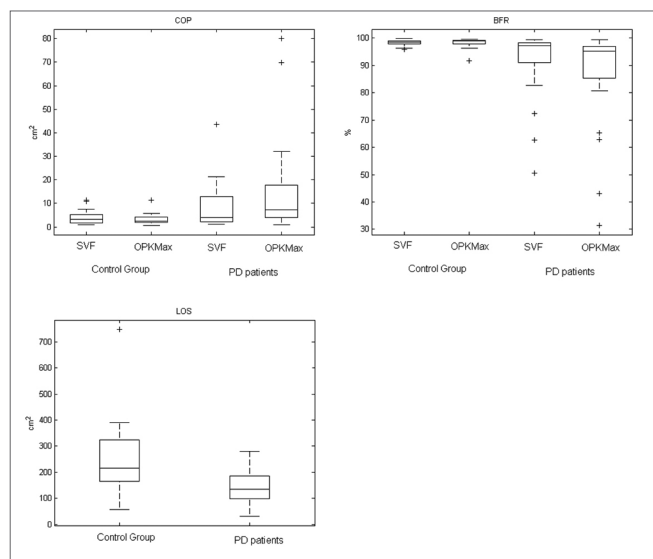 COP
80
70
60
50
40
30
20
10
0
cm²
SVF OPKMax SVF OPKMax
Control Group PD patients
BFR
100
90
80
70
60
50
40
30
%
SVF OPKMax SVF OPKMax
Control Group PD patients
LOS
700
600
500
400
300
200
100
0
cm²
Control Group PD patients